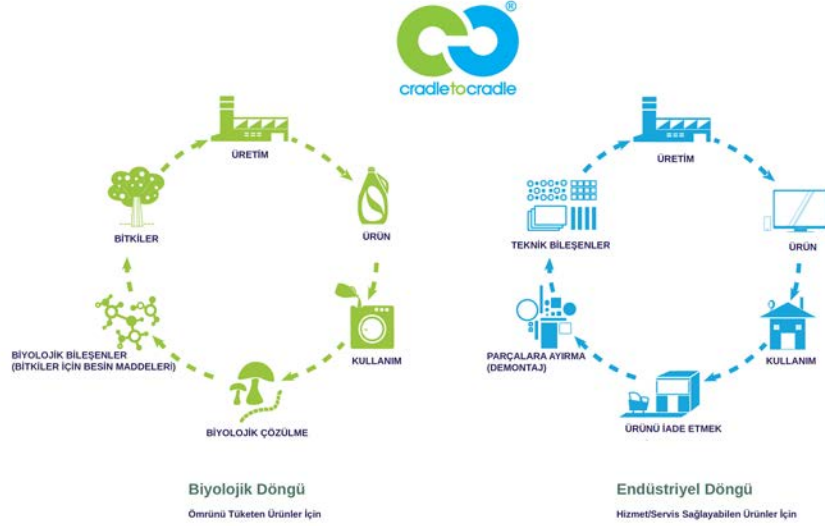 ®
cradletocradle
ÜRETİM
ÜRÜN
KULLANIM
BİYOLOJİK ÇÖZÜLME
BİYOLOJİK BİLEŞENLER
(BİTKİLER İÇİN BESİN MADDELERİ)
BİTKİLER
Biyolojik Döngü
Ömrünü Tüketen Ürünler İçin
ÜRETİM
ÜRÜN
KULLANIM
ÜRÜNÜ İADE ETMEK
PARÇALARA AYIRMA
(DEMONTAJ)
TEKNİK BİLEŞENLER
Endüstriyel Döngü
Hizmet/Servis Sağlayabilen Ürünler İçin